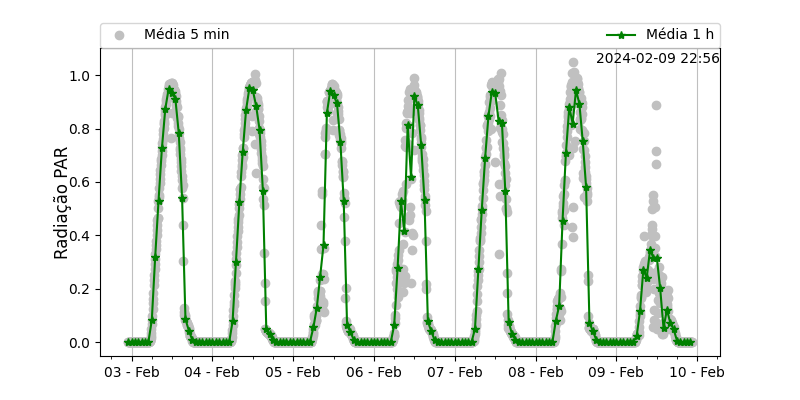 Média 5 min
Média 1 h
2024-02-09 22:56
Radiação PAR
1.0
0.8
0.6
0.4
0.2
0.0
03 - Feb
04 - Feb
05 - Feb
06 - Feb
07 - Feb
08 - Feb
09 - Feb
10 - Feb